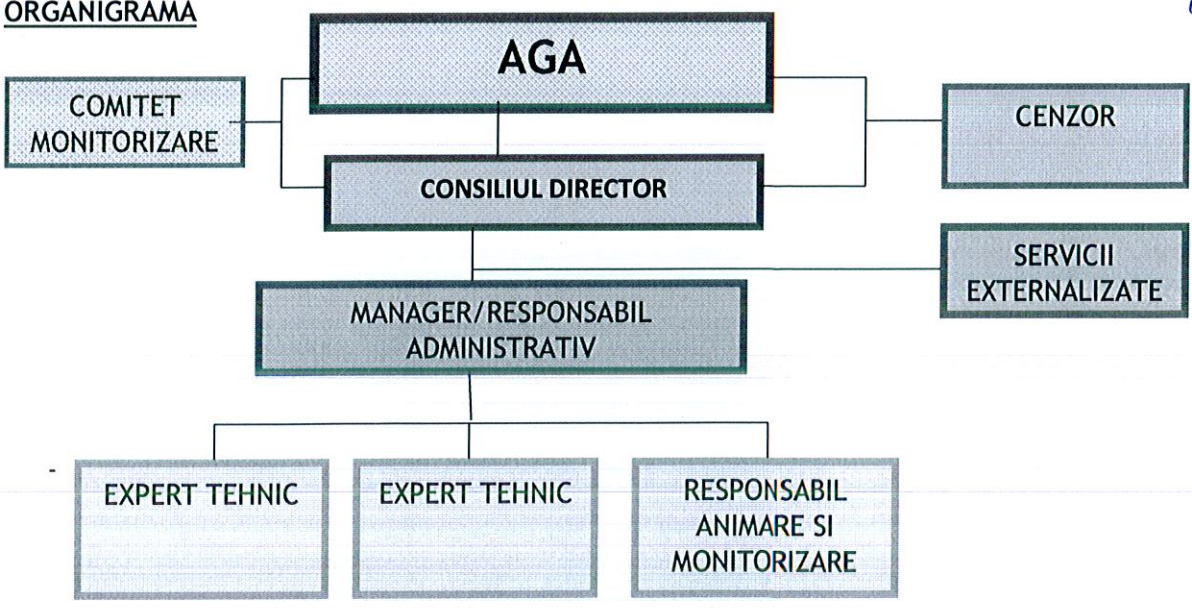 ORGANIGRAMA
AGA
COMITET
MONITORIZARE
CENZOR
CONSILIUL DIRECTOR
SERVICII
EXTERNALIZATE
MANAGER/RESPONSABIL
ADMINISTRATIV
-
EXPERT TEHNIC
EXPERT TEHNIC
RESPONSABIL
ANIMARE SI
MONITORIZARE